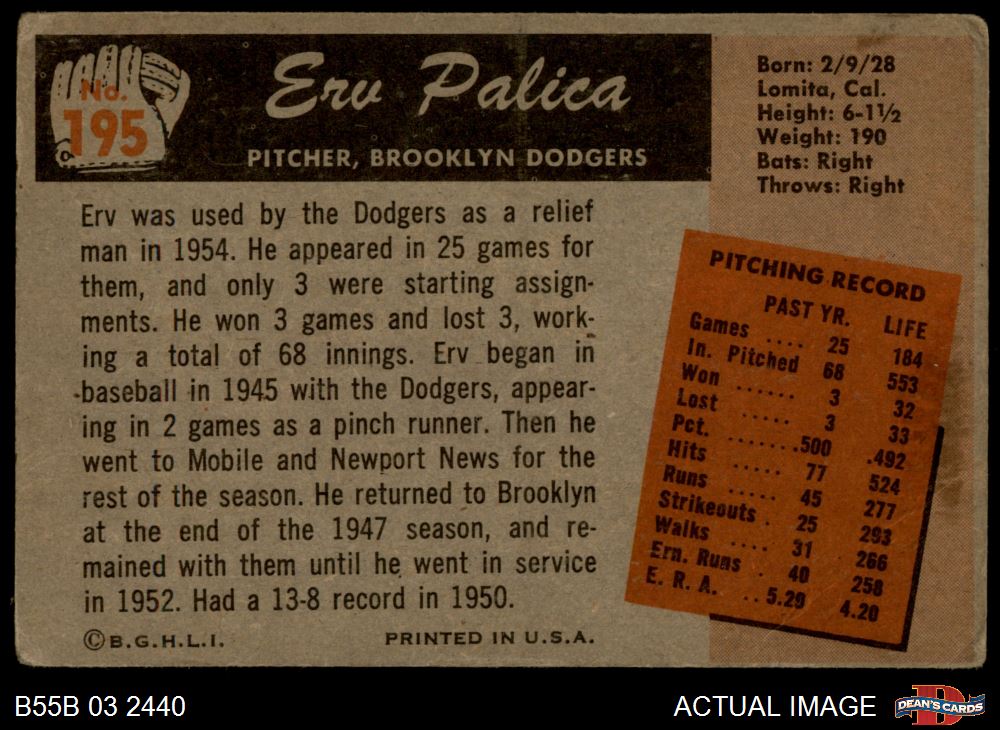 No.
195
Erv Palica
PITCHER, BROOKLYN DODGERS
Born: 2/9/28
Lomita, Cal.
Height: 6-1½
Weight: 190
Bats: Right
Throws: Right
Erv was used by the Dodgers as a relief
man in 1954. He appeared in 25 games for
them, and only 3 were starting assign-
ments. He won 3 games and lost 3, work-
ing a total of 68 innings. Erv began in
baseball in 1945 with the Dodgers, appear-
ing in 2 games as a pinch runner. Then he
went to Mobile and Newport News for the
rest of the season. He returned to Brooklyn
at the end of the 1947 season, and re-
mained with them until he went in service
in 1952. Had a 13-8 record in 1950.
©B.G.H.L.I. PRINTED IN U.S.A.
PITCHING RECORD
PAST YR. LIFE
Games .... 25 184
In. Pitched 68 553
Won ...... 3 32
Lost ..... 3 33
Pct. .......500 .492
Hits ..... 77 524
Runs ..... 45 277
Strikeouts . 25 293
Walks .... 31 266
Ern. Runs . 40 258
E. R. A. ..5.29 4.20
B55B 03 2440
ACTUAL IMAGE
D
DEAN'S CARDS